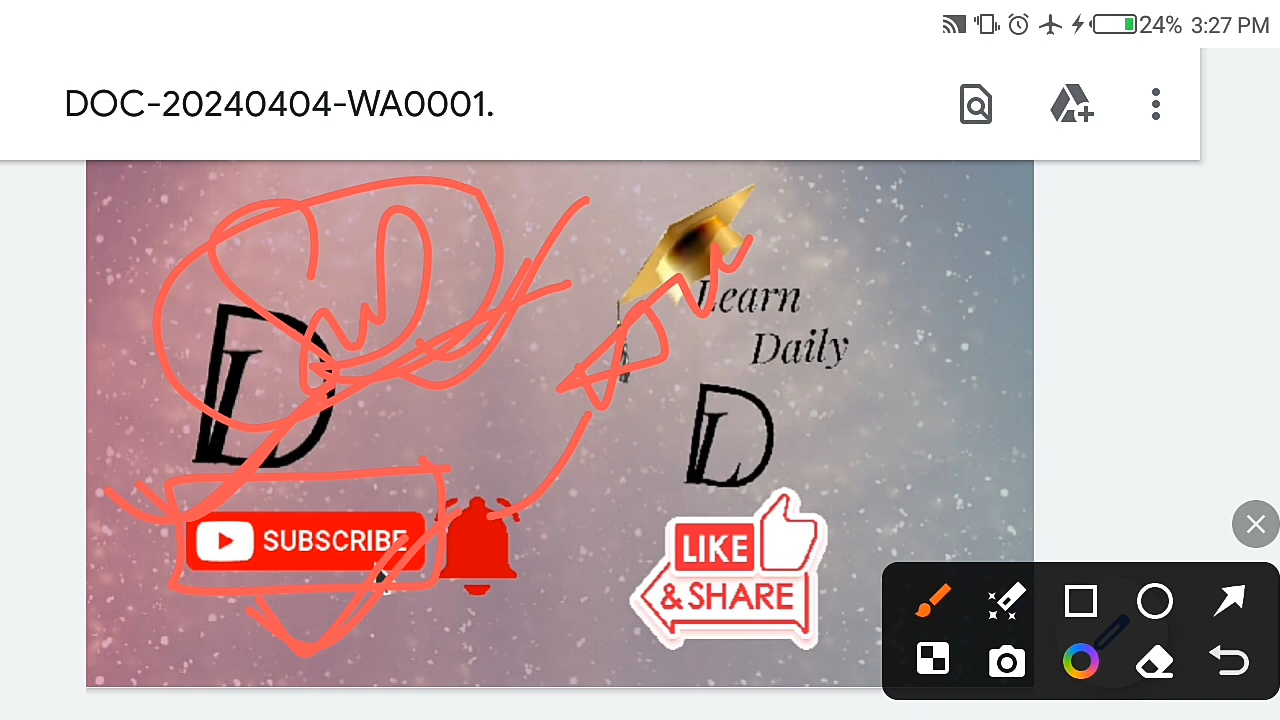 24% 3:27 PM
DOC-20240404-WA0001.
Learn
Daily
SUBSCRIBE
LIKE
& SHARE